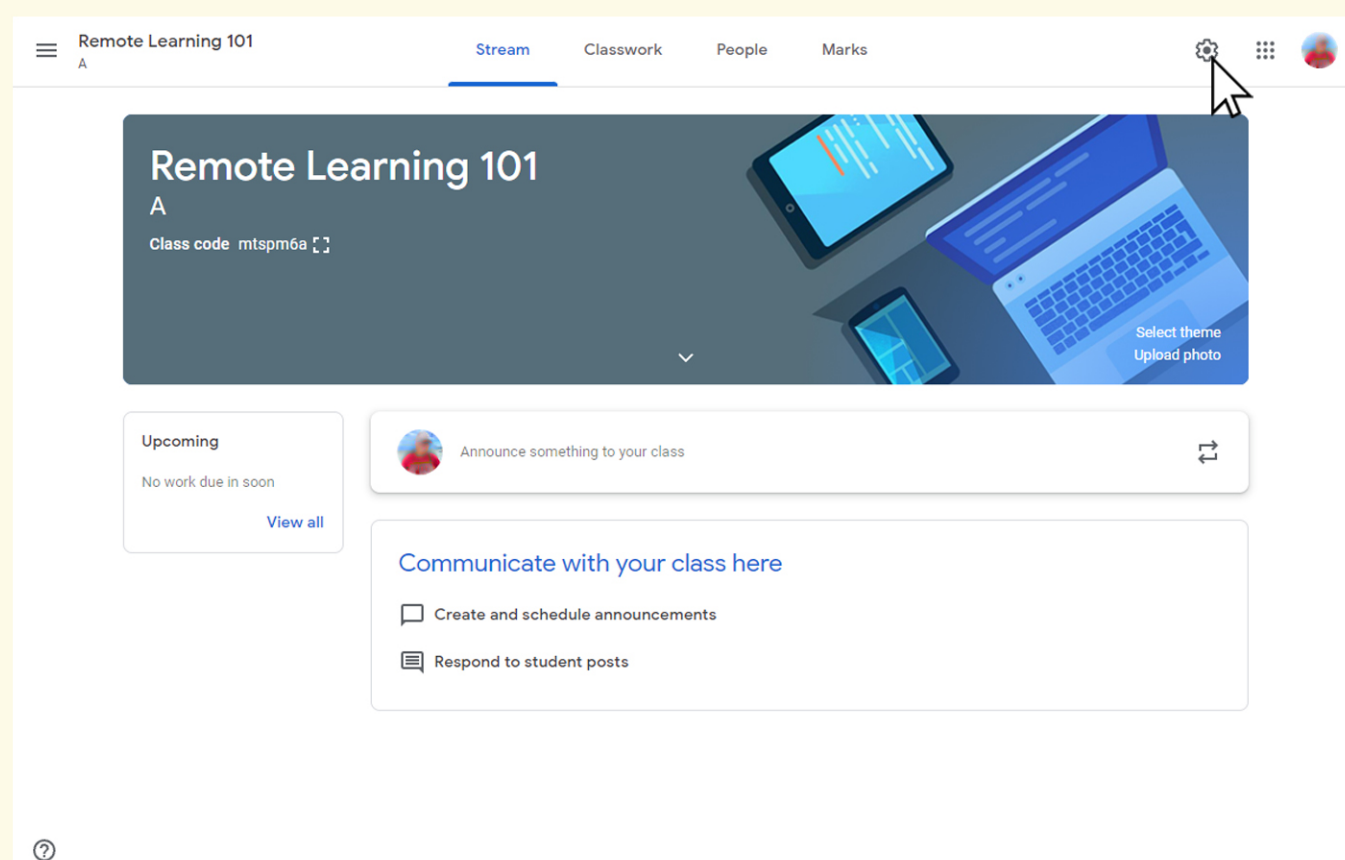 Remote Learning 101
A
Stream Classwork People Marks
Remote Learning 101
A
Class code mtspm6a
Select theme
Upload photo
Upcoming
No work due in soon
View all
Announce something to your class
Communicate with your class here
Create and schedule announcements
Respond to student posts